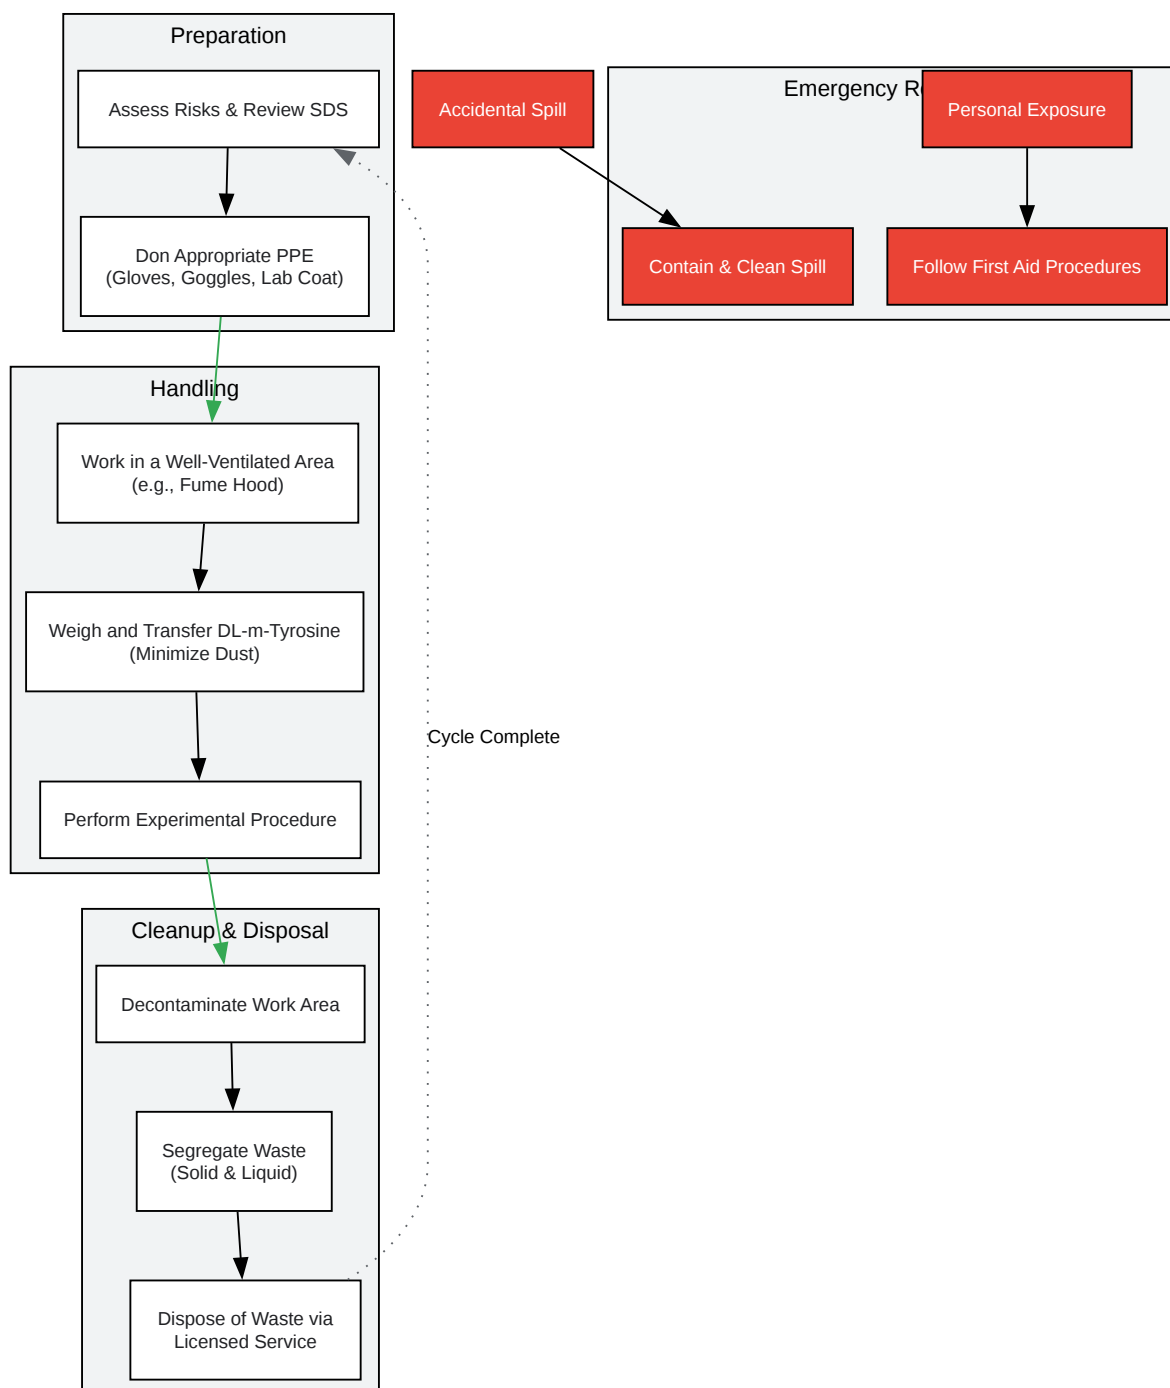 Preparation
Assess Risks & Review SDS
Don Appropriate PPE
(Gloves, Goggles, Lab Coat)
Handling
Work in a Well-Ventilated Area
(e.g., Fume Hood)
Weigh and Transfer DL-m-Tyrosine
(Minimize Dust)
Perform Experimental Procedure
Cleanup & Disposal
Decontaminate Work Area
Segregate Waste
(Solid & Liquid)
Dispose of Waste via
Licensed Service
Cycle Complete
Accidental Spill
Emergency
Personal Exposure
Contain & Clean Spill
Follow First Aid Procedures